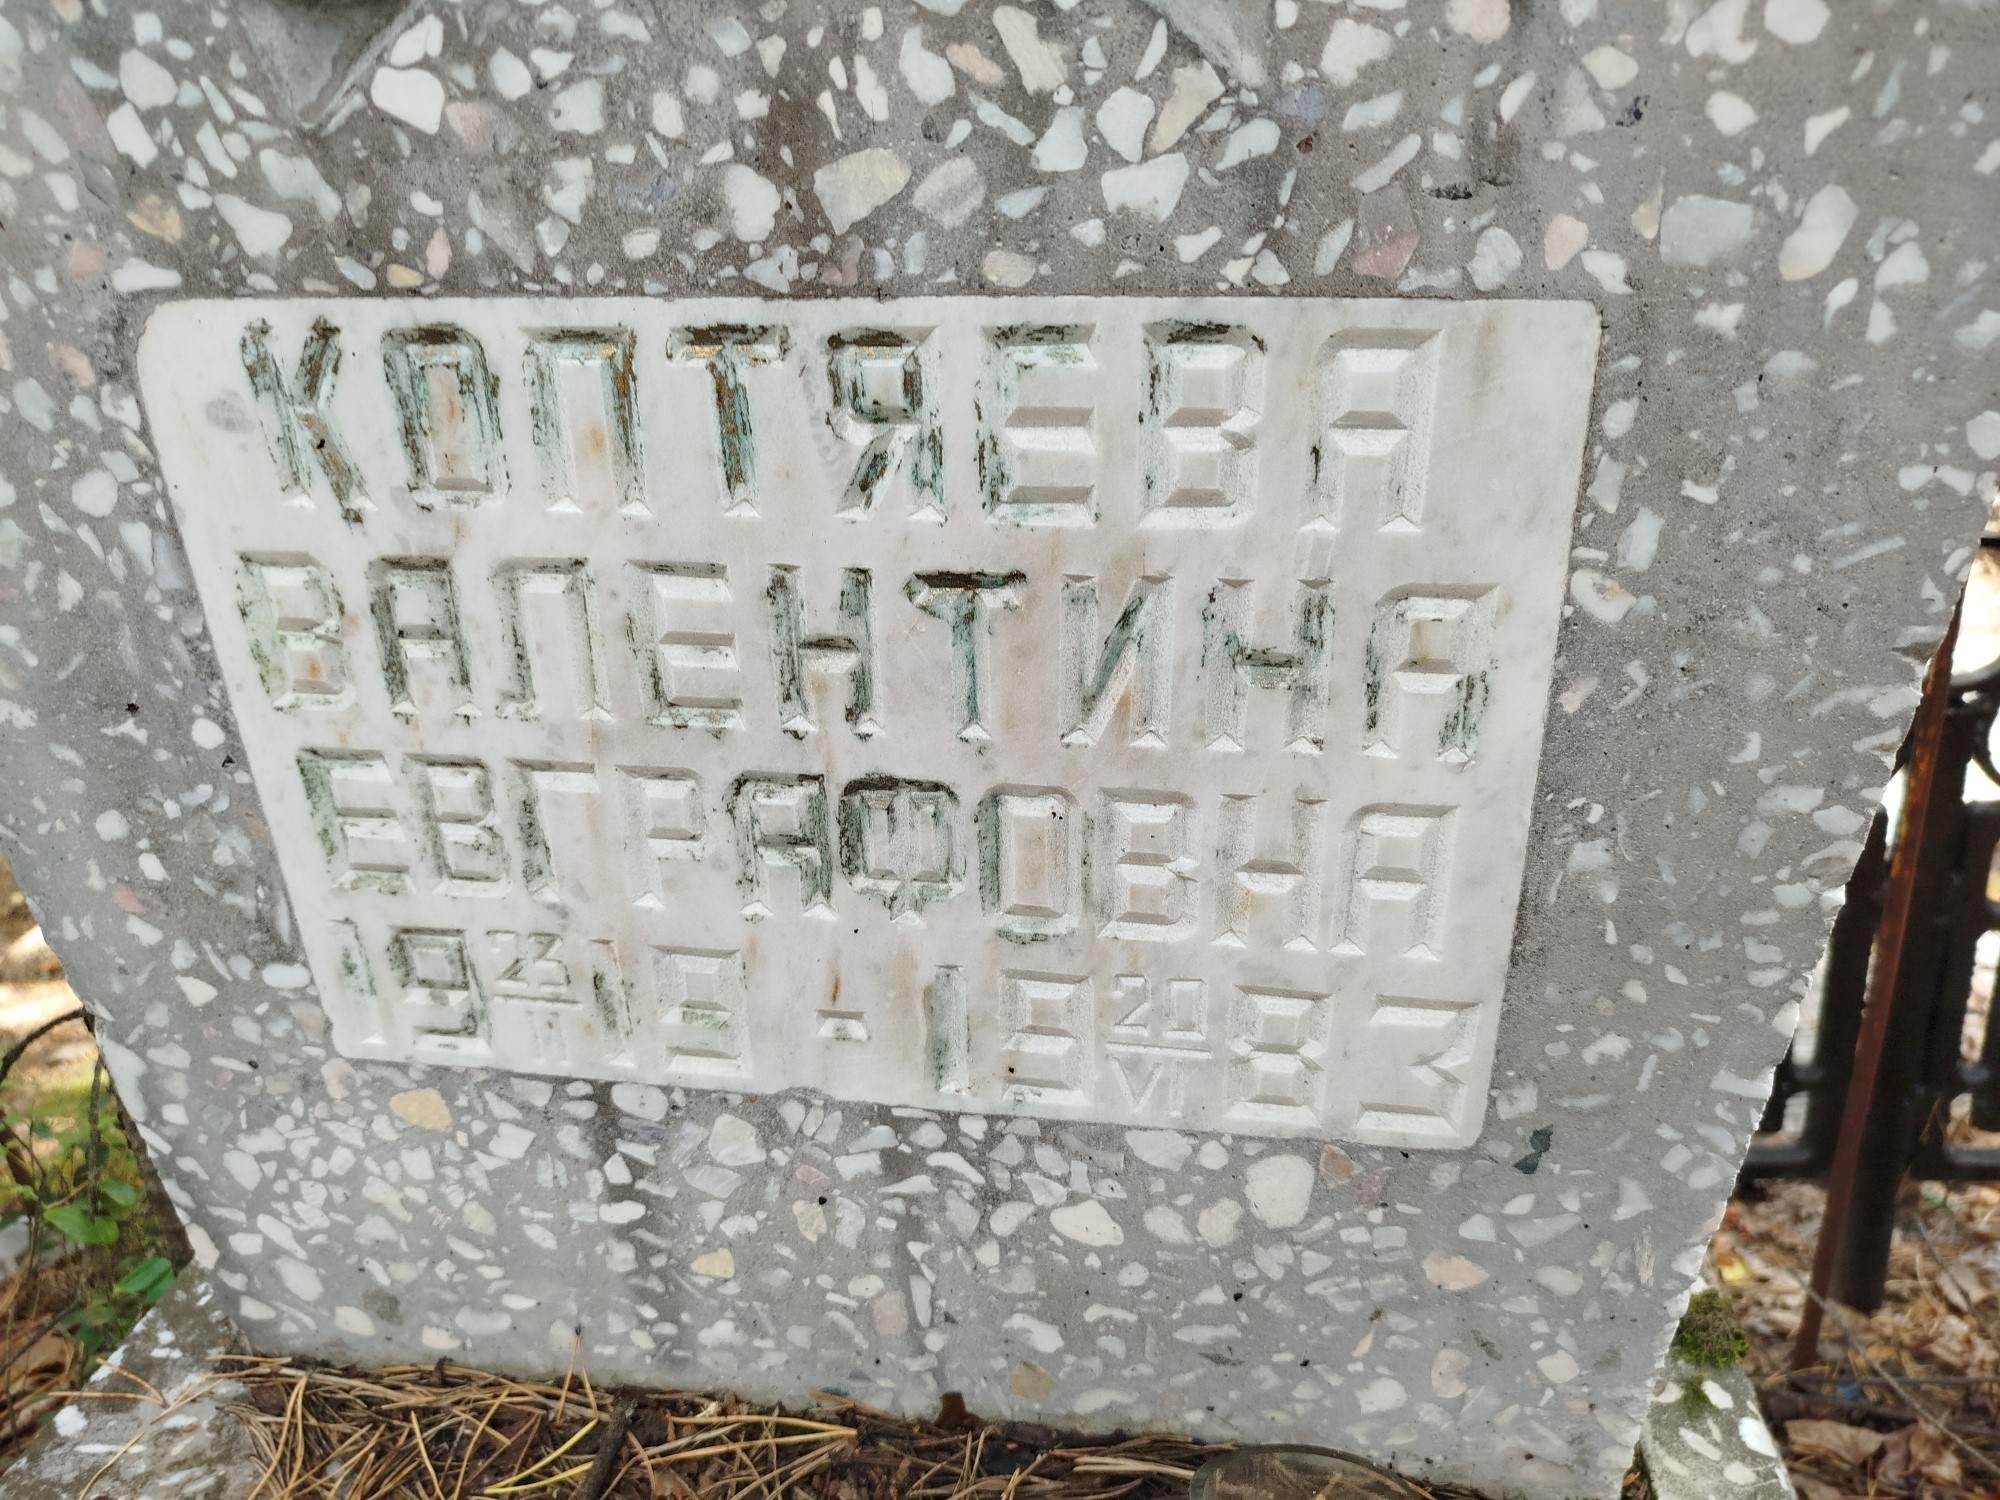 КОПТЯЕВА
ВАЛЕНТИНА
ЕВГРАФОВНА
19 23/II 19 - 19 20/VI 83